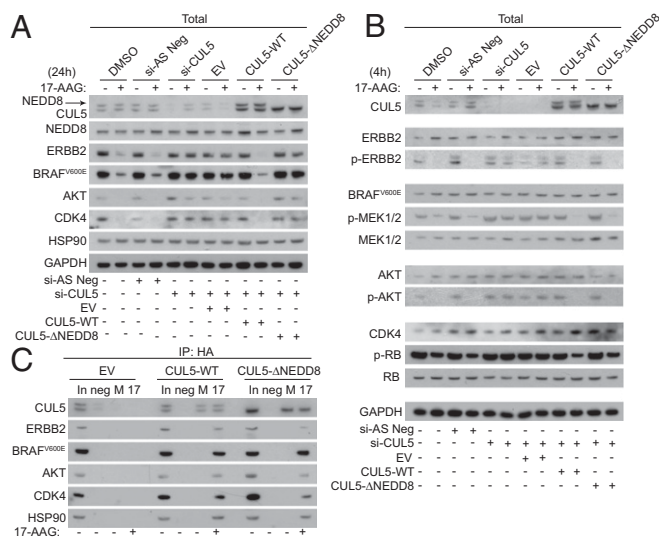 A
Total
(24h)
DMSO
si-AS Neg
si-CUL5
EV
CUL5-WT
CUL5-ΔNEDD8
17-AAG: - + - + - + - + - + - +
NEDD8
CUL5
NEDD8
ERBB2
BRAFV600E
AKT
CDK4
HSP90
GAPDH
si-AS Neg - - + + - - - - - - - -
si-CUL5 - - - - + + + + + + + +
EV - - - - - - + + - - - -
CUL5-WT - - - - - - - - + + - -
CUL5-ΔNEDD8 - - - - - - - - - - + +
B
Total
(4h)
DMSO
si-AS Neg
si-CUL5
EV
CUL5-WT
CUL5-ΔNEDD8
17-AAG: - + - + - + - + - + - +
CUL5
ERBB2
p-ERBB2
BRAFV600E
p-MEK1/2
MEK1/2
AKT
p-AKT
CDK4
p-RB
RB
GAPDH
si-AS Neg - - + + - - - - - - - -
si-CUL5 - - - - + + + + + + + +
EV - - - - - - + + - - - -
CUL5-WT - - - - - - - - + + - -
CUL5-ΔNEDD8 - - - - - - - - - - + +
C
IP: HA
EV
CUL5-WT
CUL5-ΔNEDD8
In neg M 17 In neg M 17 In neg M 17
CUL5
ERBB2
BRAFV600E
AKT
CDK4
HSP90
17-AAG: - - - + - - - + - - - +